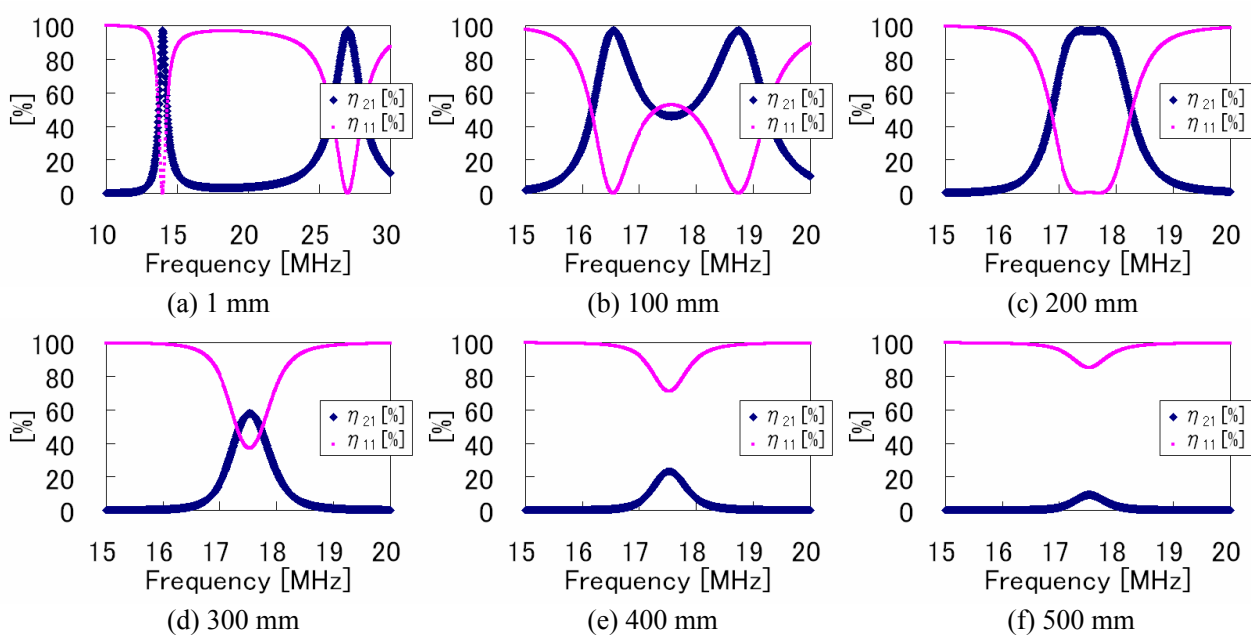 100
80
60
40
20
0
[%]
η21[%]
η11[%]
10 15 20 25 30
Frequency [MHz]
(a) 1 mm
100
80
60
40
20
0
[%]
η21[%]
η11[%]
15 16 17 18 19 20
Frequency [MHz]
(b) 100 mm
100
80
60
40
20
0
[%]
η21[%]
η11[%]
15 16 17 18 19 20
Frequency [MHz]
(c) 200 mm
100
80
60
40
20
0
[%]
η21[%]
η11[%]
15 16 17 18 19 20
Frequency [MHz]
(d) 300 mm
100
80
60
40
20
0
[%]
η21[%]
η11[%]
15 16 17 18 19 20
Frequency [MHz]
(e) 400 mm
100
80
60
40
20
0
[%]
η21[%]
η11[%]
15 16 17 18 19 20
Frequency [MHz]
(f) 500 mm